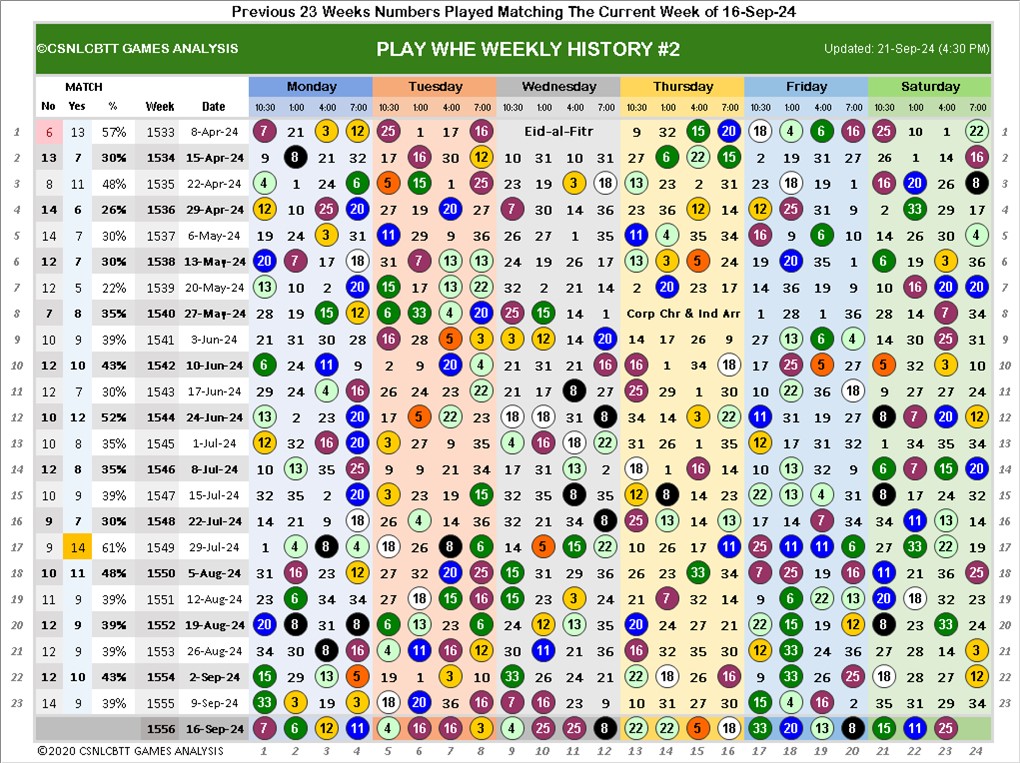 Previous 23 Weeks Numbers Played Matching The Current Week of 16-Sep-24
©CSNLCBTT GAMES ANALYSIS PLAY WHE WEEKLY HISTORY #2 Updated: 21-Sep-24 (4:30 PM)
MATCH Monday Tuesday Wednesday Thursday Friday Saturday
No Yes % Week Date 10:30 1:00 4:00 7:00 10:30 1:00 4:00 7:00 10:30 1:00 4:00 7:00 10:30 1:00 4:00 7:00 10:30 1:00 4:00 7:00 10:30 1:00 4:00 7:00
1 6 13 57% 1533 8-Apr-24 7 21 3 12 25 1 17 16 Eid-al-Fitr 9 32 15 20 18 4 6 16 25 10 1 22 1
2 13 7 30% 1534 15-Apr-24 9 8 21 32 17 16 30 12 10 31 10 31 27 6 22 15 2 19 31 27 26 1 14 16 2
3 8 11 48% 1535 22-Apr-24 4 1 24 6 5 15 1 25 23 19 3 18 13 23 2 31 23 18 19 1 16 20 26 8 3
4 14 6 26% 1536 29-Apr-24 12 10 25 20 27 19 20 27 7 30 14 36 23 36 12 14 12 25 31 9 2 33 29 17 4
5 14 7 30% 1537 6-May-24 19 24 3 31 11 29 9 36 26 27 1 35 11 4 35 34 16 9 6 10 14 26 30 4 5
6 12 7 30% 1538 13-May-24 20 7 17 18 31 7 13 13 24 19 26 17 13 3 5 24 19 20 35 1 6 19 3 36 6
7 12 5 22% 1539 20-May-24 13 10 2 20 15 17 13 22 32 2 21 14 2 20 23 17 14 36 19 9 10 16 20 20 7
8 7 8 35% 1540 27-May-24 28 19 15 12 6 33 4 20 25 15 14 1 Corp Chr & Ind Arr 1 28 1 36 28 14 7 34 8
9 10 9 39% 1541 3-Jun-24 21 31 30 28 16 28 5 3 3 12 14 20 14 17 26 9 27 13 6 4 14 30 25 31 9
10 12 10 43% 1542 10-Jun-24 6 24 11 9 2 9 20 4 21 31 21 16 16 1 34 18 17 25 5 27 5 32 3 10 10
11 12 7 30% 1543 17-Jun-24 29 24 4 16 26 24 23 22 21 17 8 27 25 29 1 30 10 22 36 18 9 27 27 24 11
12 10 12 52% 1544 24-Jun-24 13 2 23 20 17 5 22 23 18 18 31 8 34 14 3 22 11 31 19 27 8 7 20 12 12
13 10 8 35% 1545 1-Jul-24 12 32 16 20 3 27 9 35 4 16 18 22 31 26 1 35 12 17 31 32 1 34 35 34 13
14 12 8 35% 1546 8-Jul-24 10 13 35 25 9 9 21 34 17 31 13 2 18 1 16 14 10 13 32 9 6 7 15 20 14
15 10 9 39% 1547 15-Jul-24 32 35 2 20 3 23 19 15 32 35 8 35 12 8 14 23 22 13 4 31 8 17 24 32 15
16 9 7 30% 1548 22-Jul-24 14 21 9 18 26 4 14 36 32 21 34 8 25 13 14 13 14 19 7 34 34 11 13 14 16
17 9 14 61% 1549 29-Jul-24 1 4 8 4 18 26 8 6 14 5 15 22 10 26 17 11 25 11 11 6 27 33 22 19 17
18 10 11 48% 1550 5-Aug-24 31 16 23 12 27 32 20 25 15 31 29 36 26 25 33 34 7 25 19 16 11 21 36 25 18
19 11 9 39% 1551 12-Aug-24 23 6 34 34 26 18 15 16 15 23 3 24 21 7 32 14 9 6 22 13 20 18 32 23 19
20 12 9 39% 1552 19-Aug-24 20 8 31 8 6 13 23 6 24 12 13 35 20 24 27 21 22 15 19 12 8 23 33 24 20
21 12 9 39% 1553 26-Aug-24 34 30 8 16 4 11 16 12 30 11 21 36 16 32 35 30 12 33 24 26 27 28 14 3 21
22 12 10 43% 1554 2-Sep-24 15 29 13 5 19 1 3 10 33 26 24 21 22 18 26 16 9 33 26 25 18 28 27 12 22
23 14 9 39% 1555 9-Sep-24 33 3 19 3 18 20 36 16 7 16 23 29 10 31 27 30 15 4 16 2 35 31 29 34 23
1556 16-Sep-24 7 6 12 11 4 16 16 3 4 25 25 8 22 22 5 18 33 20 13 8 15 11 25
©2020 CSNLCBTT GAMES ANALYSIS 1 2 3 4 5 6 7 8 9 10 11 12 13 14 15 16 17 18 19 20 21 22 23 24